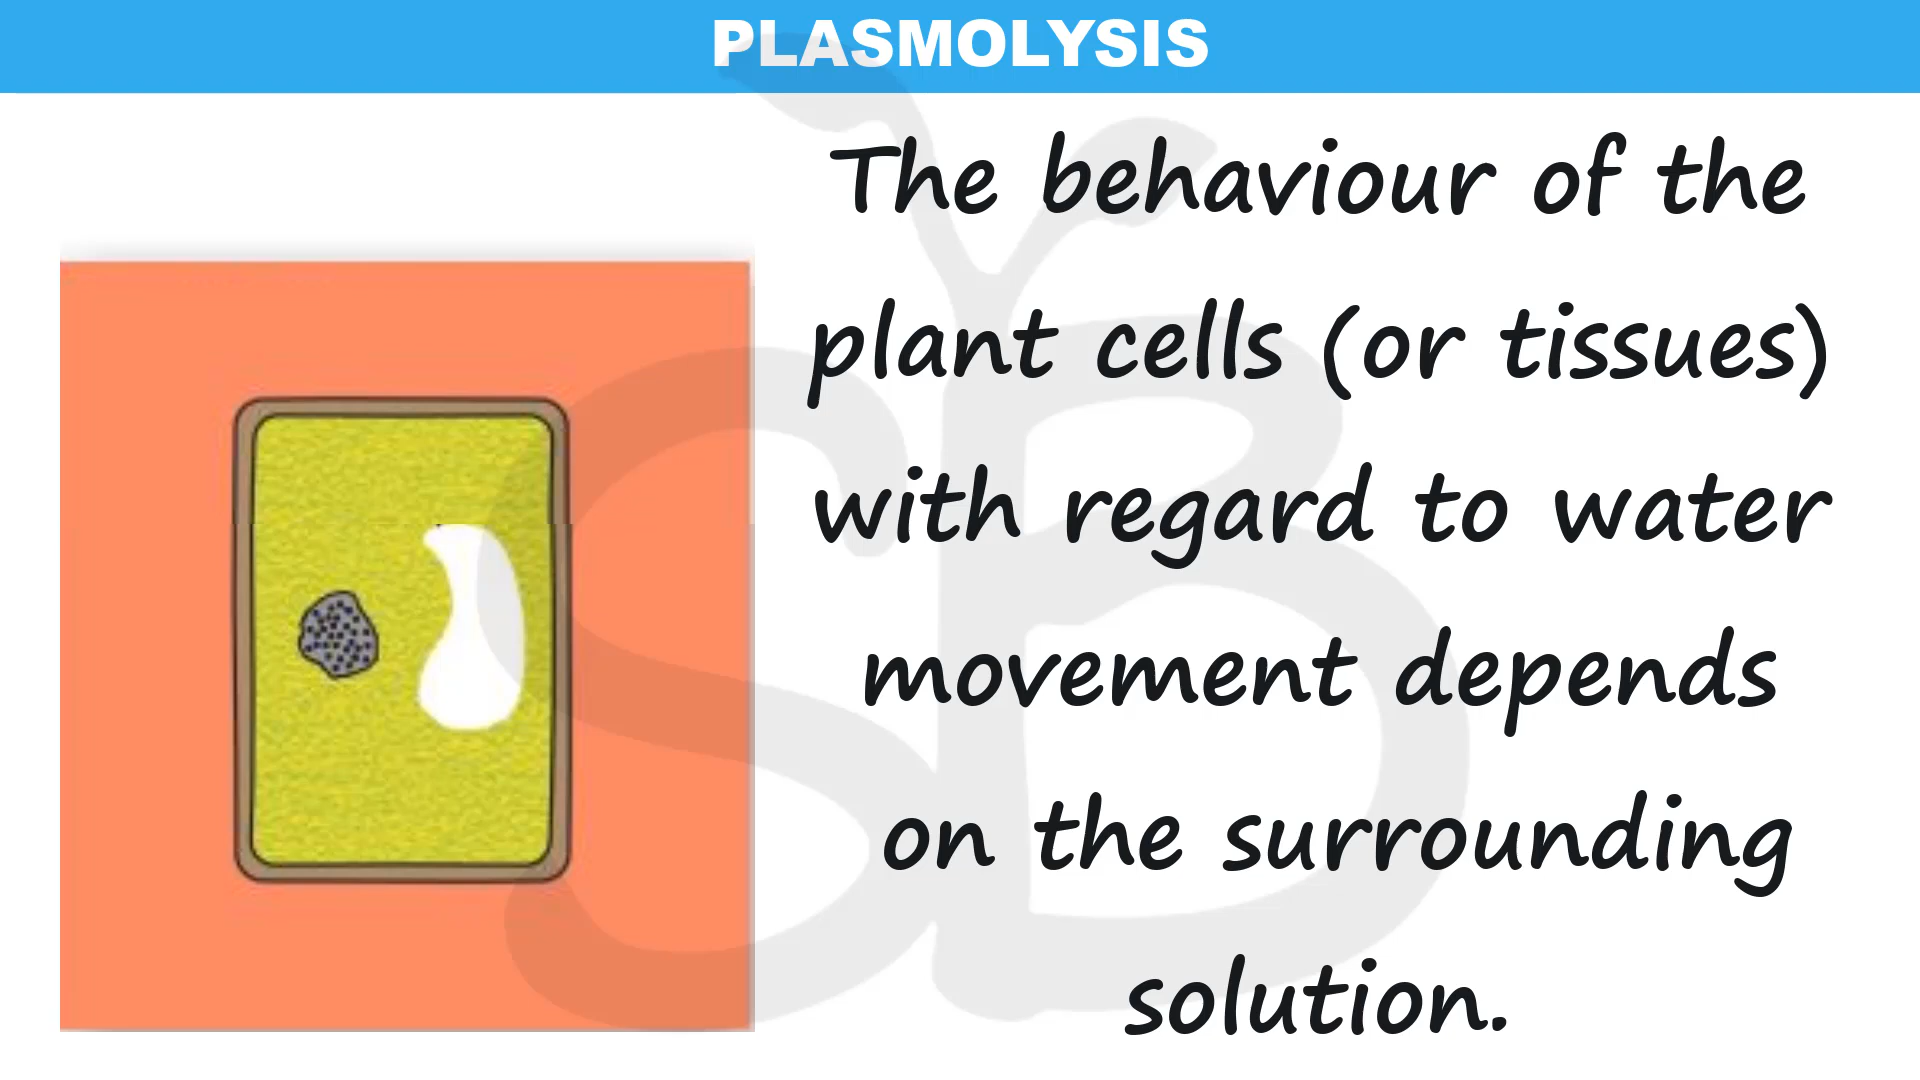 PLASMOLYSIS
The behaviour of the
plant cells (or tissues)
with regard to water
movement depends
on the surrounding
solution.
SB